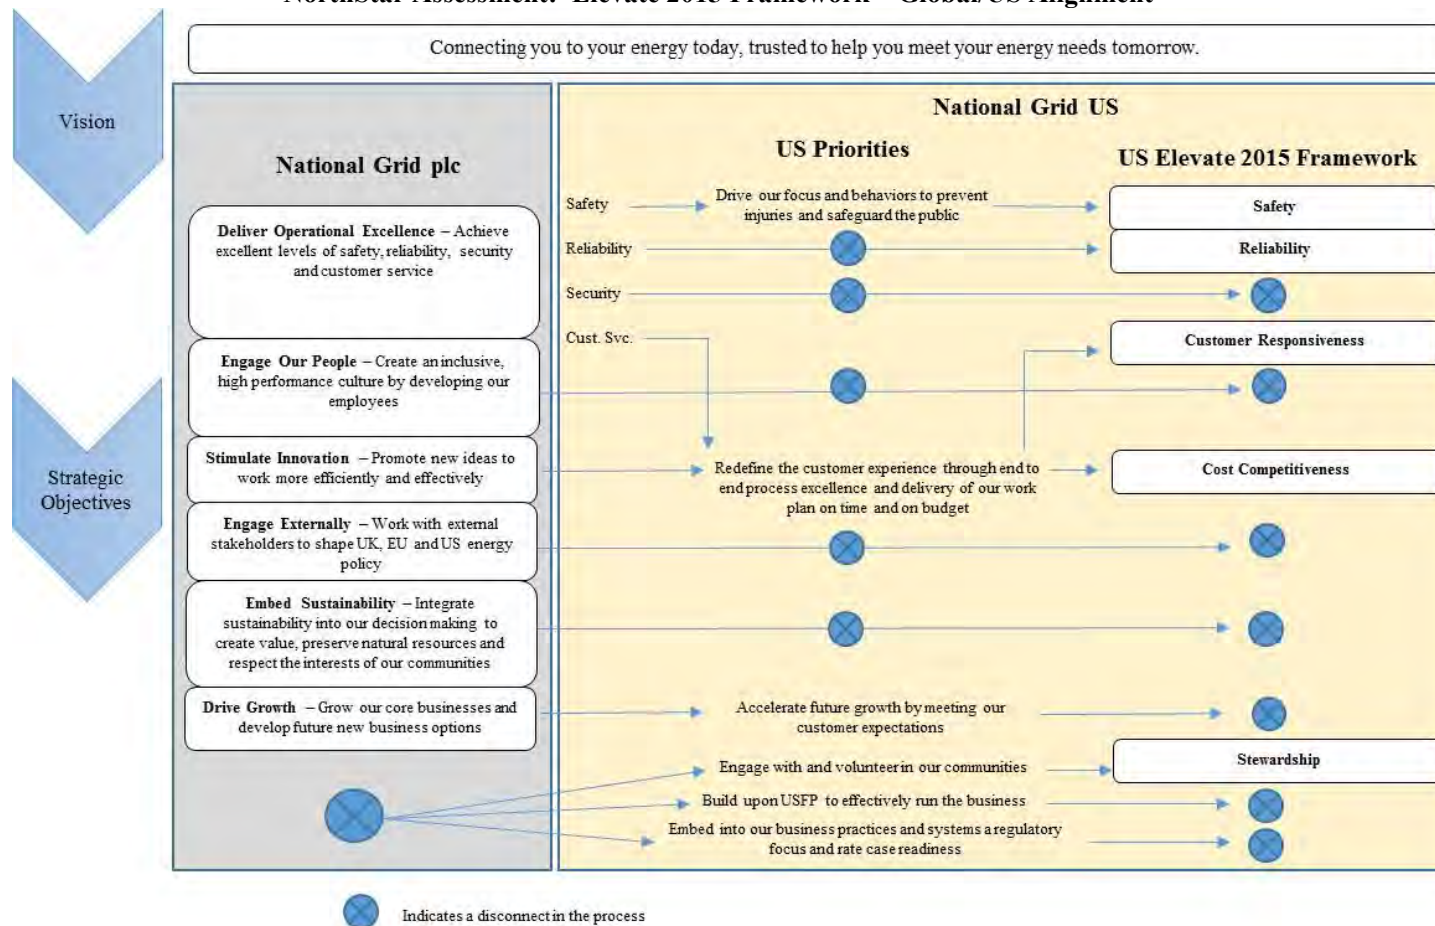 NorthStar Assessment: Elevate 2015 Framework – Global/US Alignment
Connecting you to your energy today, trusted to help you meet your energy needs tomorrow.
Vision
National Grid plc
Deliver Operational Excellence – Achieve
excellent levels of safety, reliability, security
and customer service
Engage Our People – Create an inclusive,
high performance culture by developing our
employees
Strategic
Objectives
Stimulate Innovation – Promote new ideas to
work more efficiently and effectively
Engage Externally – Work with external
stakeholders to shape UK, EU and US energy
policy
Embed Sustainability – Integrate
sustainability into our decision making to
create value, preserve natural resources and
respect the interests of our communities
Drive Growth – Grow our core businesses and
develop future new business options
National Grid US
US Priorities
US Elevate 2015 Framework
Safety
Drive our focus and behaviors to prevent
injuries and safeguard the public
Safety
Reliability
Reliability
Security
Cust. Svc.
Customer Responsiveness
Redefine the customer experience through end to
end process excellence and delivery of our work
plan on time and on budget
Cost Competitiveness
Accelerate future growth by meeting our
customer expectations
Engage with and volunteer in our communities
Stewardship
Build upon USFP to effectively run the business
Embed into our business practices and systems a regulatory
focus and rate case readiness
Indicates a disconnect in the process